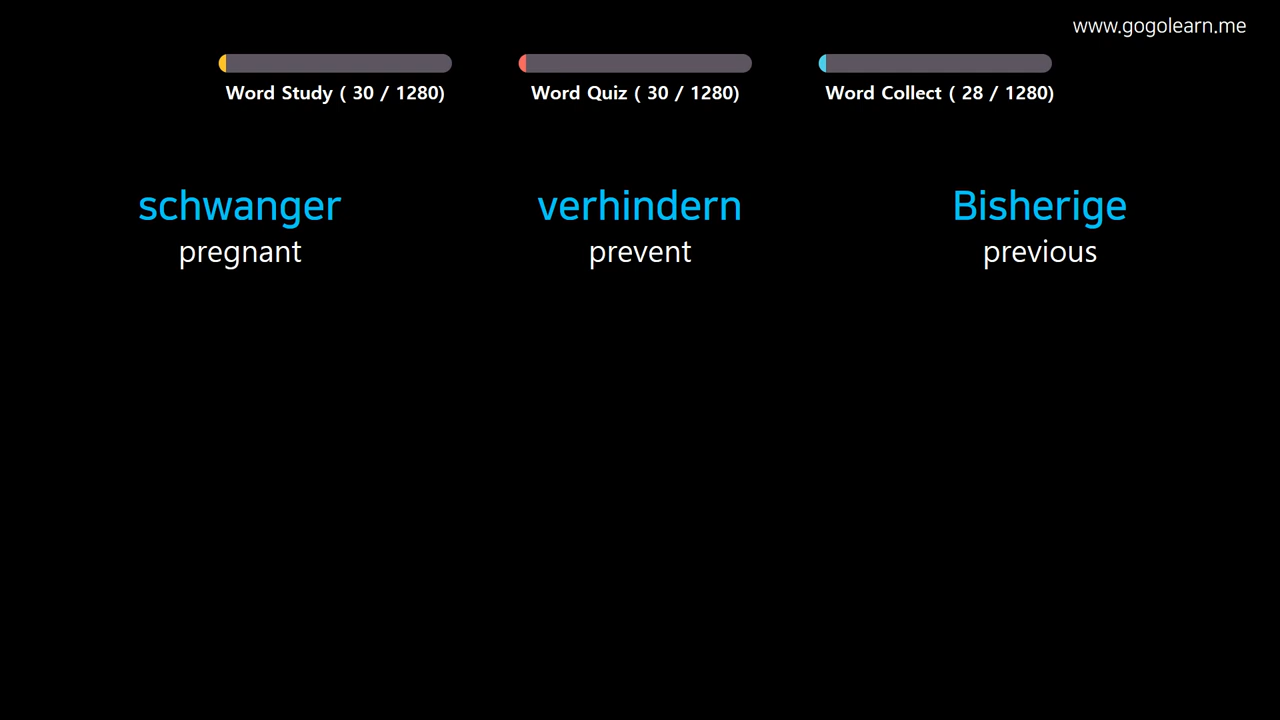 www.gogolearn.me
Word Study ( 30 / 1280)
Word Quiz ( 30 / 1280)
Word Collect ( 28 / 1280)
schwanger
pregnant
verhindern
prevent
Bisherige
previous